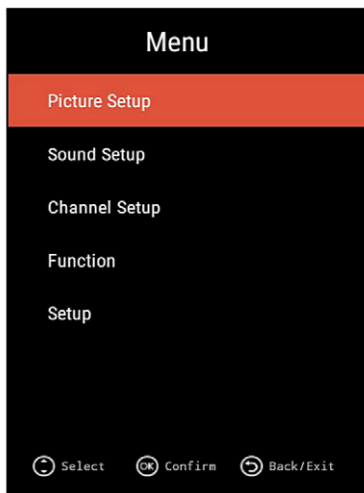 Menu
Picture Setup
Sound Setup
Channel Setup
Function
Setup
Select OK Confirm Back/Exit